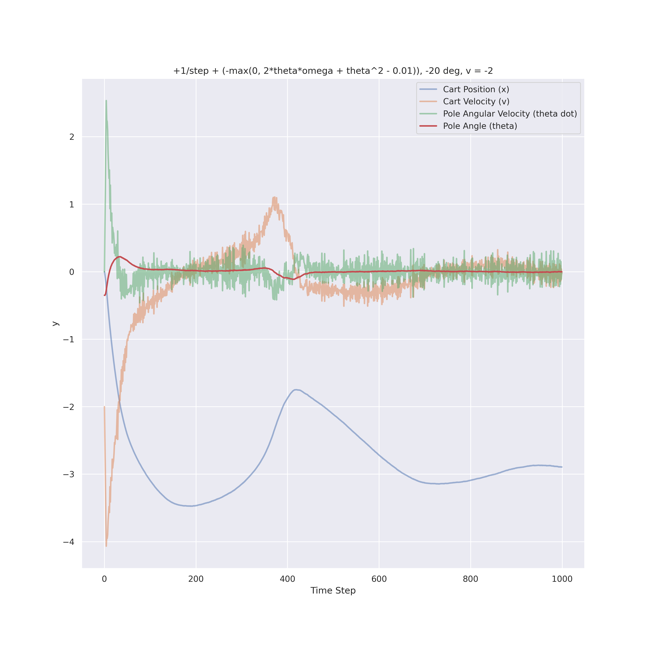 +1/step + (-max(0, 2*theta*omega + theta^2 - 0.01)), -20 deg, v = -2
Cart Position (x)
Cart Velocity (v)
Pole Angular Velocity (theta dot)
Pole Angle (theta)
2
1
0
−1
−2
−3
−4
y
0 200 400 600 800 1000
Time Step